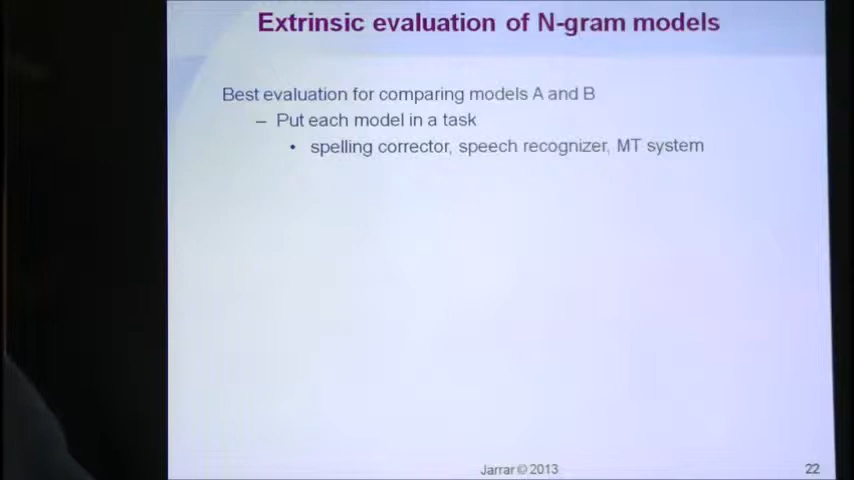 Extrinsic evaluation of N-gram models
Best evaluation for comparing models A and B
– Put each model in a task
• spelling corrector, speech recognizer, MT system
Jarrar © 2013
22